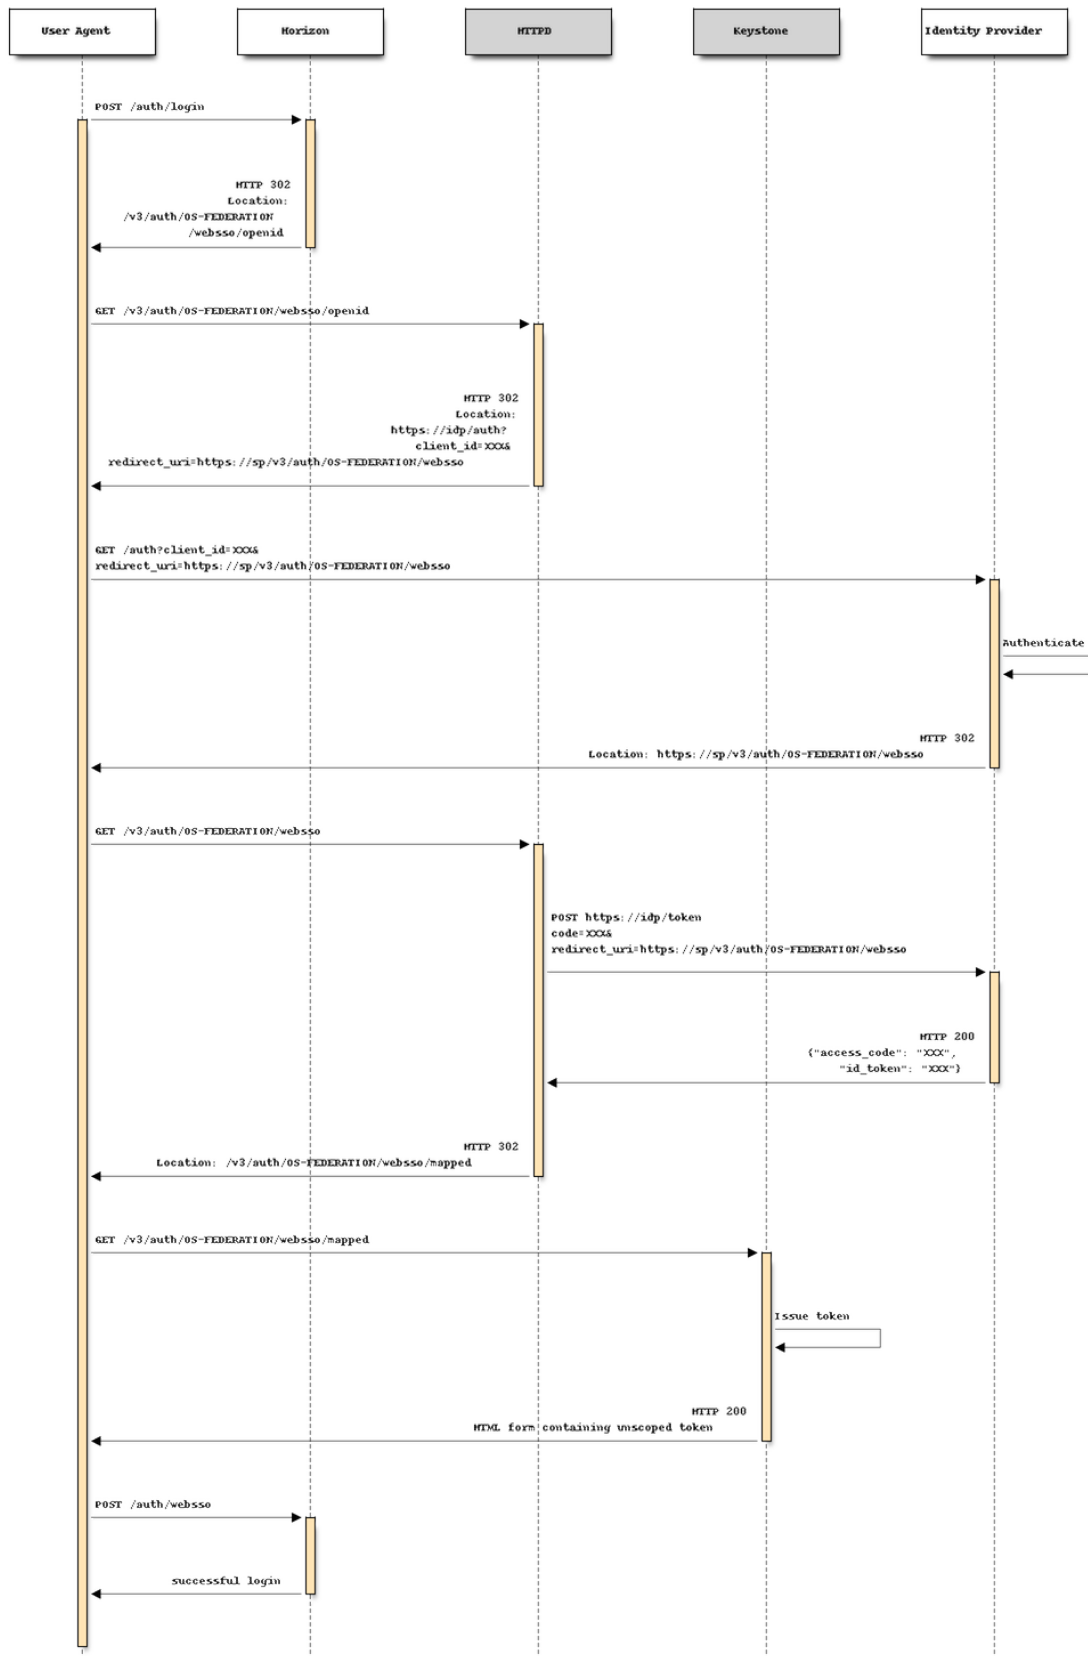 User Agent
Horizon
HTTPD
Keystone
Identity Provider
POST /auth/login
HTTP 302
Location:
/v3/auth/OS-FEDERATION
/websso/openid
GET /v3/auth/OS-FEDERATION/websso/openid
HTTP 302
Location:
https://idp/auth?
client_id=XXX&
redirect_uri=https://sp/v3/auth/OS-FEDERATION/websso
GET /auth?client_id=XXX&
redirect_uri=https://sp/v3/auth/OS-FEDERATION/websso
Authenticate
HTTP 302
Location: https://sp/v3/auth/OS-FEDERATION/websso
GET /v3/auth/OS-FEDERATION/websso
POST https://idp/token
code=XXX&
redirect_uri=https://sp/v3/auth/OS-FEDERATION/websso
HTTP 200
{"access_code": "XXX",
"id_token": "XXX"}
HTTP 302
Location: /v3/auth/OS-FEDERATION/websso/mapped
GET /v3/auth/OS-FEDERATION/websso/mapped
Issue token
HTTP 200
HTML form containing unscoped token
POST /auth/websso
successful login